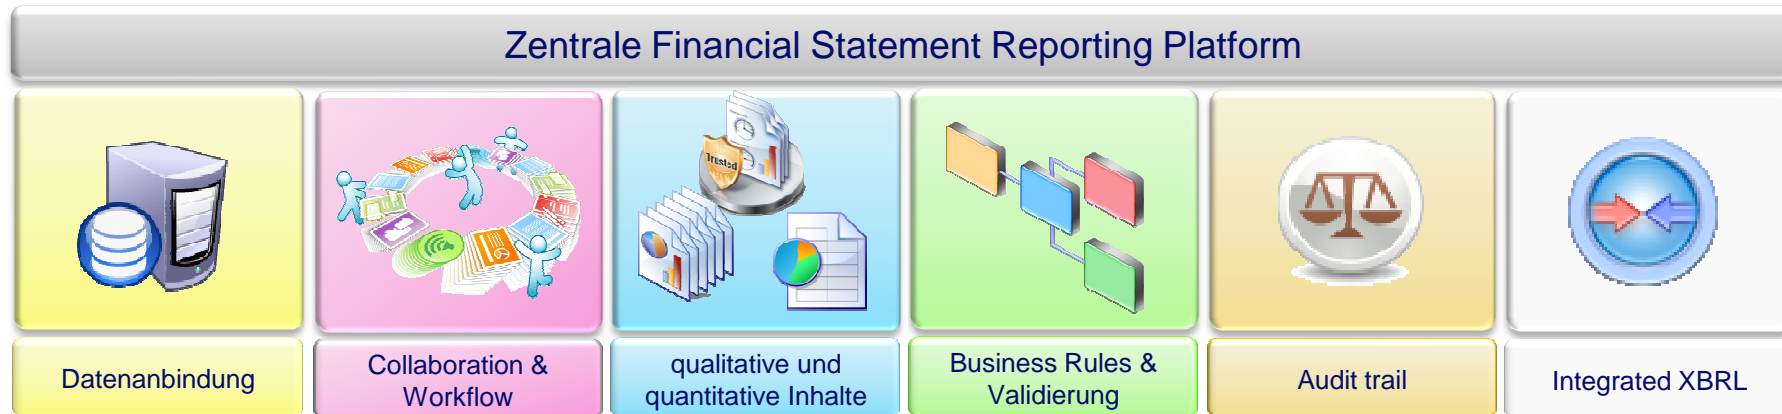 Zentrale Financial Statement Reporting Platform
Trusted
Datenanbindung
Collaboration &
Workflow
qualitative und
quantitative Inhalte
Business Rules &
Validierung
Audit trail
Integrated XBRL